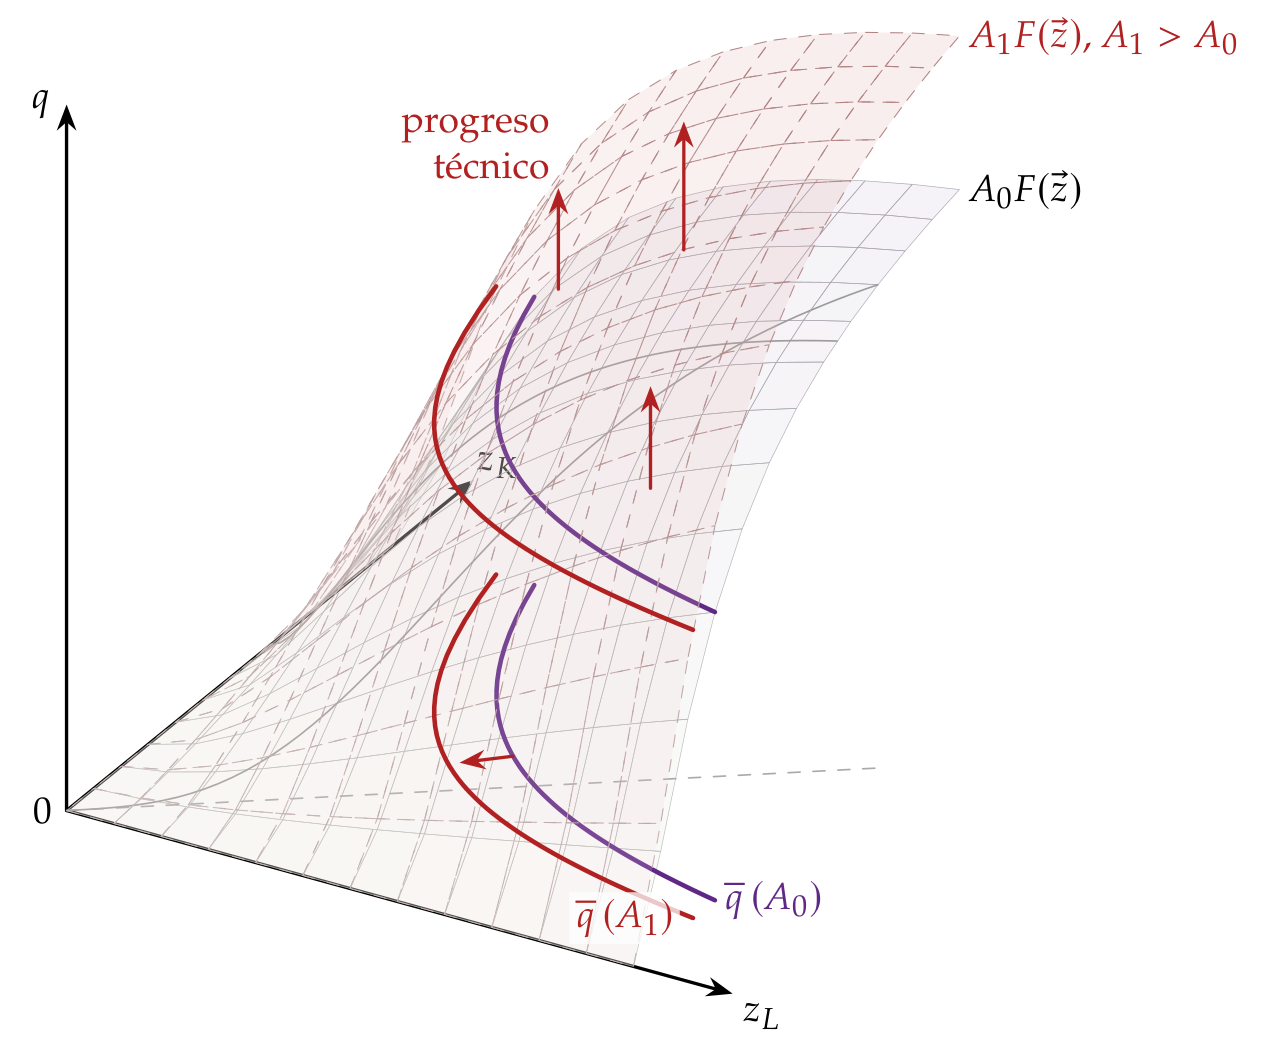 A₁F(z⃗), A₁ > A₀
q
progreso
técnico
A₀F(z⃗)
z_K
0
q̅ (A₀)
q̅ (A₁)
z_L